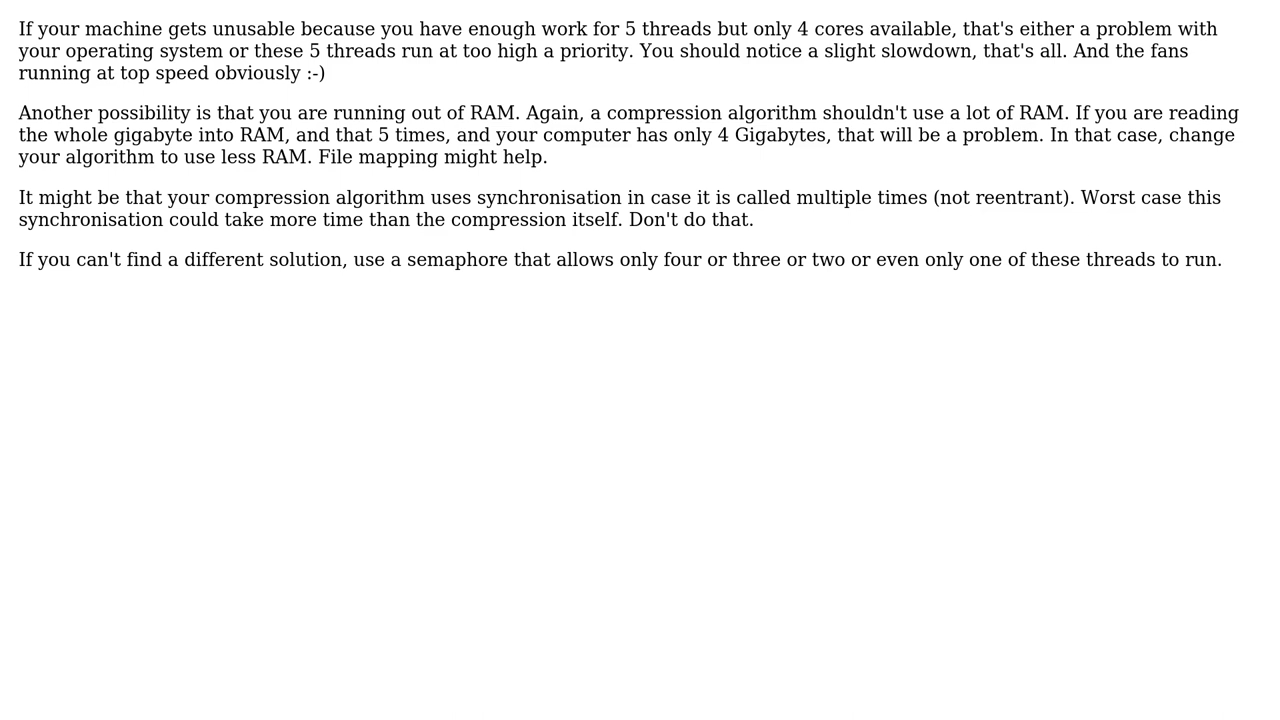 If your machine gets unusable because you have enough work for 5 threads but only 4 cores available, that's either a problem with
your operating system or these 5 threads run at too high a priority. You should notice a slight slowdown, that's all. And the fans
running at top speed obviously :-)
Another possibility is that you are running out of RAM. Again, a compression algorithm shouldn't use a lot of RAM. If you are reading
the whole gigabyte into RAM, and that 5 times, and your computer has only 4 Gigabytes, that will be a problem. In that case, change
your algorithm to use less RAM. File mapping might help.
It might be that your compression algorithm uses synchronisation in case it is called multiple times (not reentrant). Worst case this
synchronisation could take more time than the compression itself. Don't do that.
If you can't find a different solution, use a semaphore that allows only four or three or two or even only one of these threads to run.